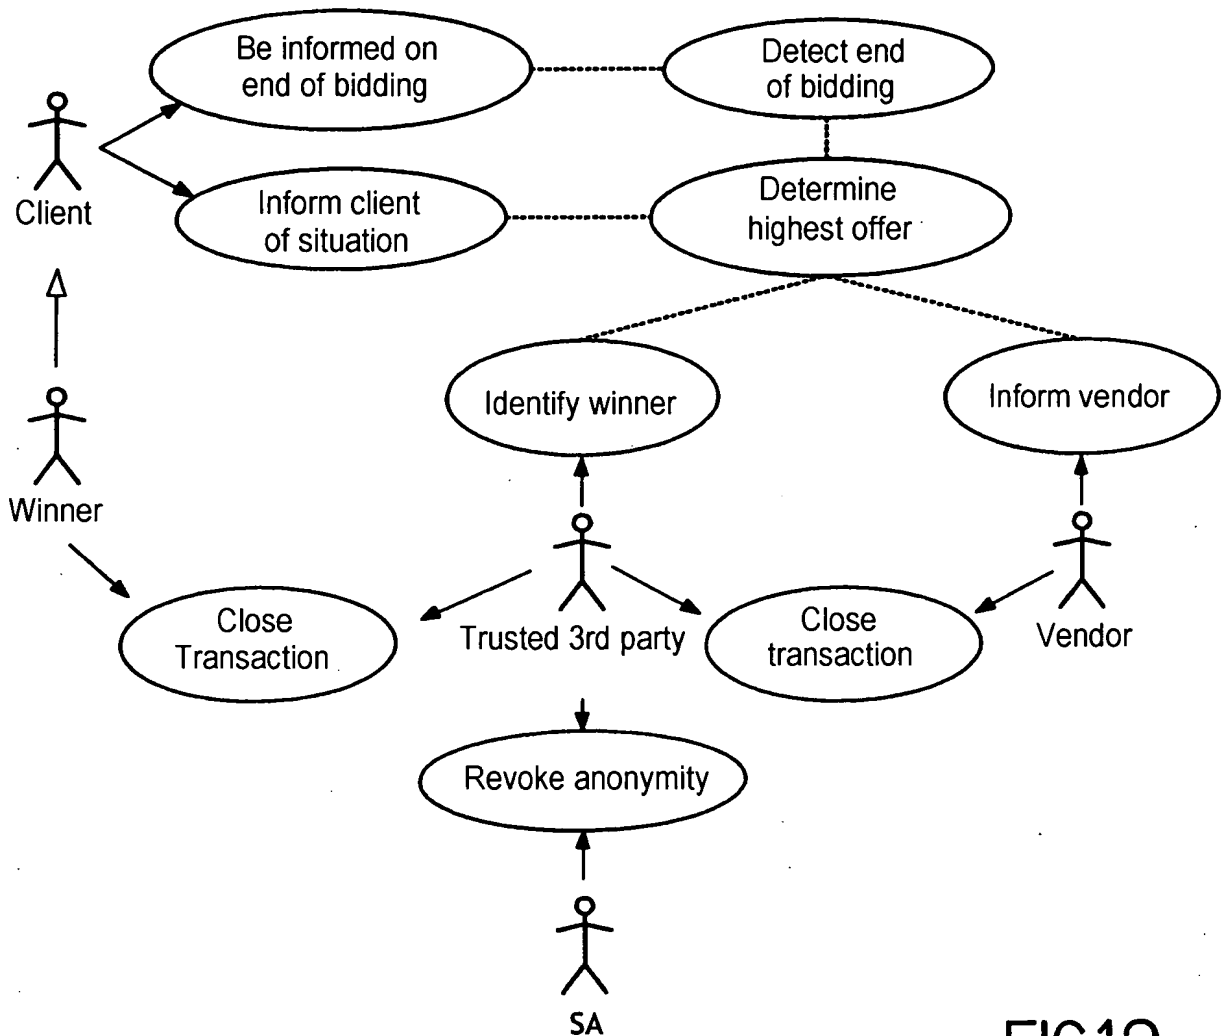 Be informed on
end of bidding
Detect end
of bidding
Client
Inform client
of situation
Determine
highest offer
Identify winner
Inform vendor
Winner
Close
Transaction
Trusted 3rd party
Close
transaction
Vendor
Revoke anonymity
SA